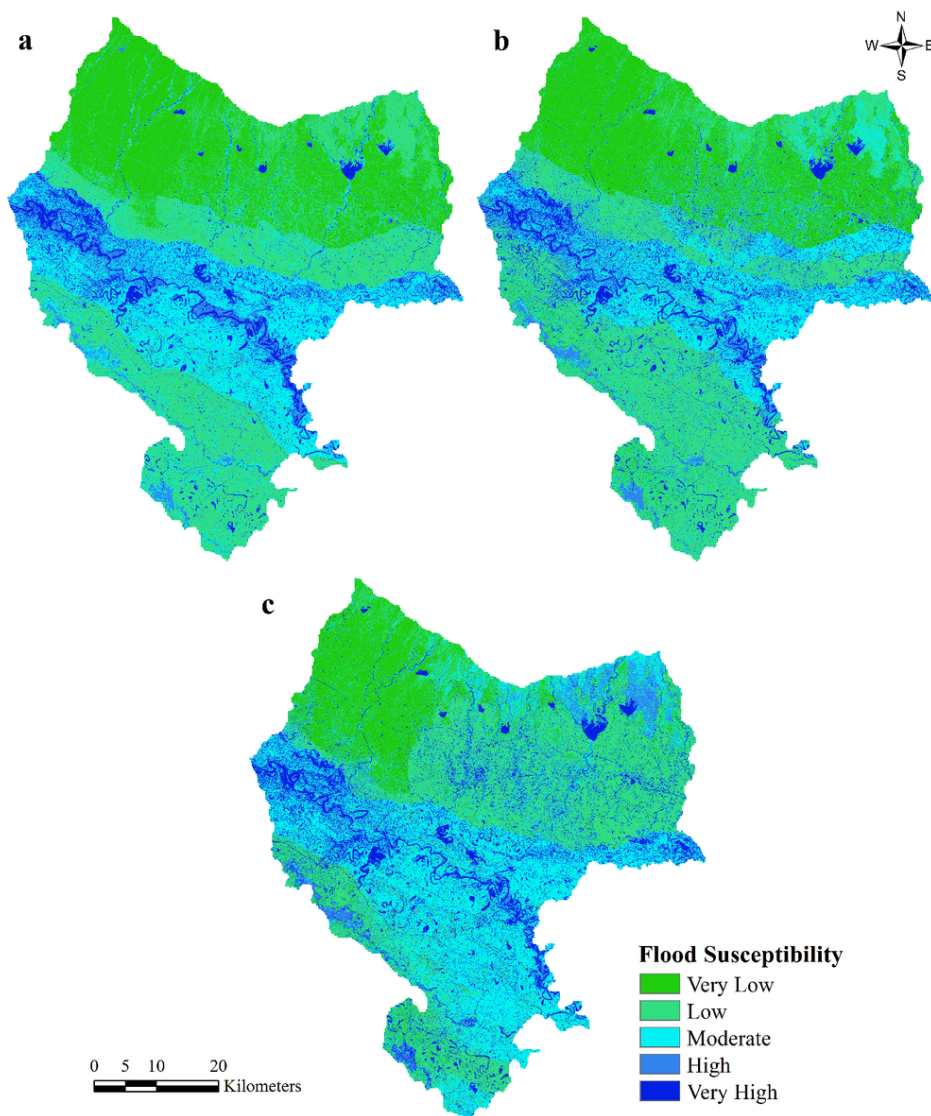 a
b
N
W E
S
c
Flood Susceptibility
Very Low
Low
Moderate
High
Very High
0 5 10 20
Kilometers